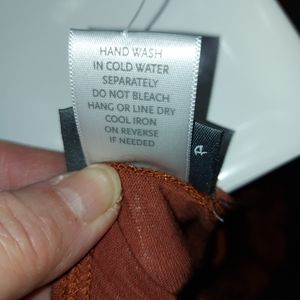 HAND WASH
IN COLD WATER
SEPARATELY
DO NOT BLEACH
HANG OR LINE DRY
COOL IRON
ON REVERSE
IF NEEDED